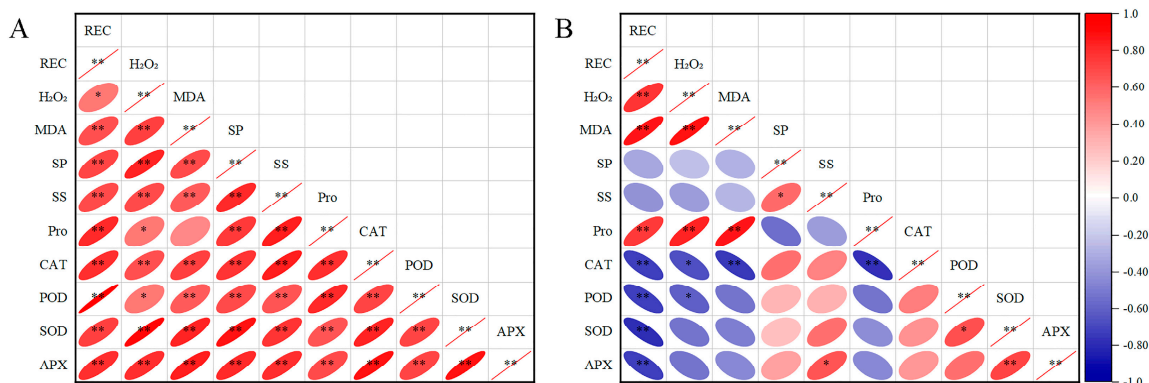 A
REC
REC ** H₂O₂
H₂O₂ * ** MDA
MDA ** ** ** SP
SP ** ** ** ** SS
SS ** ** ** ** ** Pro
Pro ** * ** ** ** CAT
CAT ** ** ** ** ** ** ** POD
POD ** * ** ** ** ** ** ** SOD
SOD ** ** ** ** ** ** ** ** ** APX
APX ** ** ** ** ** ** ** ** ** **
B
REC
REC ** H₂O₂
H₂O₂ ** ** MDA
MDA ** ** ** SP
SP ** SS
SS * ** Pro
Pro ** ** ** ** CAT
CAT ** * ** ** ** POD
POD ** * ** SOD
SOD ** * ** APX
APX ** * ** **
1.0
0.80
0.60
0.40
0.20
0.0
-0.20
-0.40
-0.60
-0.80
-1.0